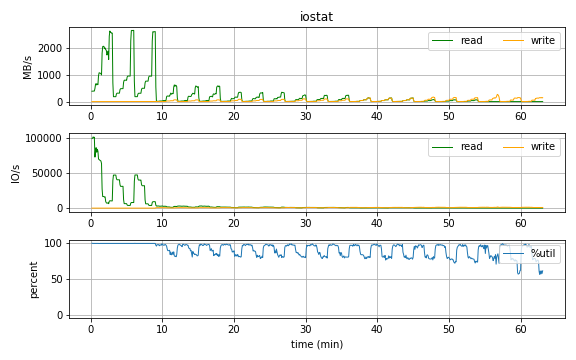 iostat
MB/s
2000
1000
0
read write
0 10 20 30 40 50 60
IO/s
100000
50000
0
read write
0 10 20 30 40 50 60
percent
100
50
0
%util
0 10 20 30 40 50 60
time (min)